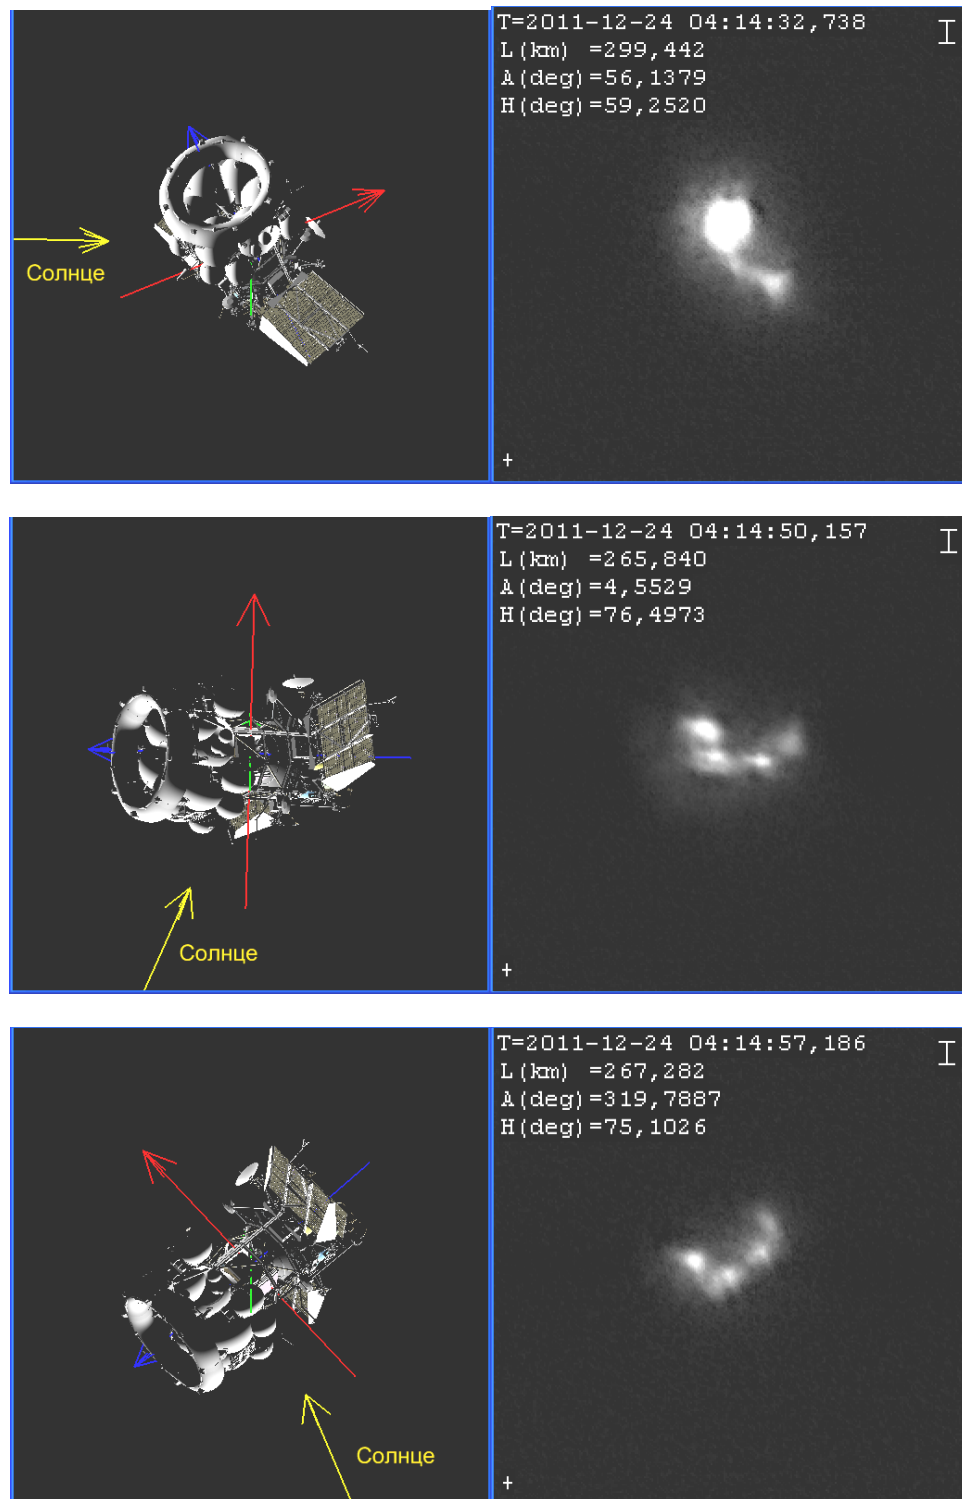 T=2011-12-24 04:14:32,738
L(km) =299,442
A(deg)=56,1379
H(deg)=59,2520
Солнце
T=2011-12-24 04:14:50,157
L(km) =265,840
A(deg)=4,5529
H(deg)=76,4973
Солнце
T=2011-12-24 04:14:57,186
L(km) =267,282
A(deg)=319,7887
H(deg)=75,1026
Солнце